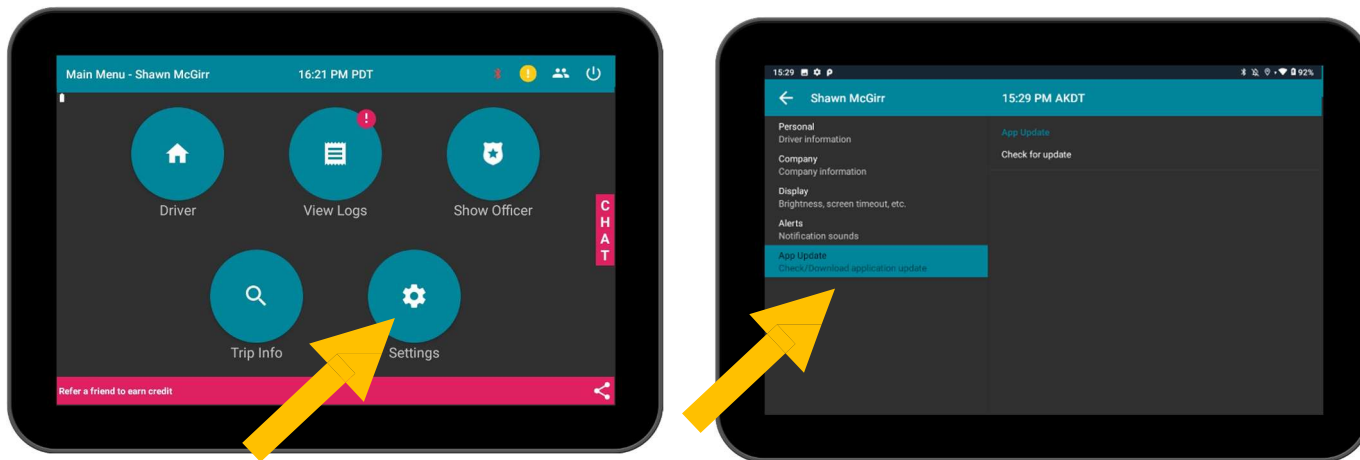 Main Menu - Shawn McGirr 16:21 PM PDT
Driver View Logs Show Officer
CHAT
Trip Info Settings
Refer a friend to earn credit
15:29 92%
Shawn McGirr 15:29 PM AKDT
Personal
Driver information
Company
Company information
Display
Brightness, screen timeout, etc.
Alerts
Notification sounds
App Update
Check/Download application update
App Update
Check for update